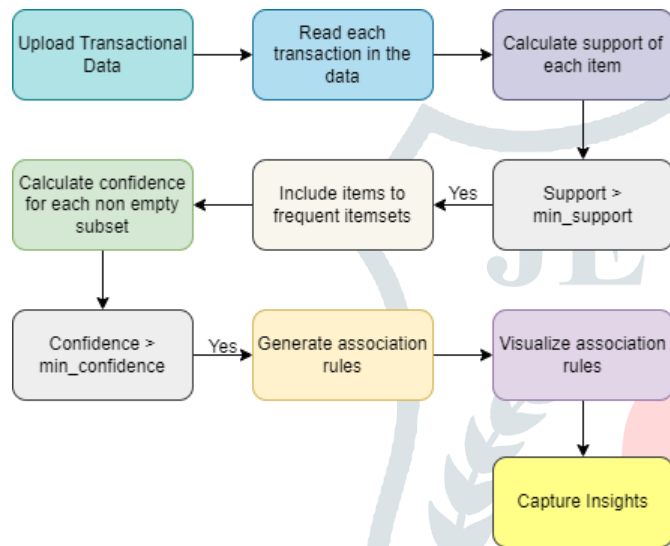 Upload Transactional
Data
Read each
transaction in the
data
Calculate support of
each item
Calculate confidence
for each non empty
subset
Include items to
frequent itemsets
Yes
Support >
min_support
JE
Confidence >
min_confidence
Yes
Generate association
rules
Visualize association
rules
Capture Insights